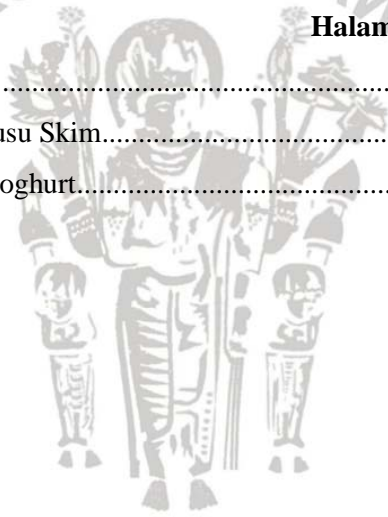 Halam
................................................................
usu Skim..................................................
oghurt.......................................................